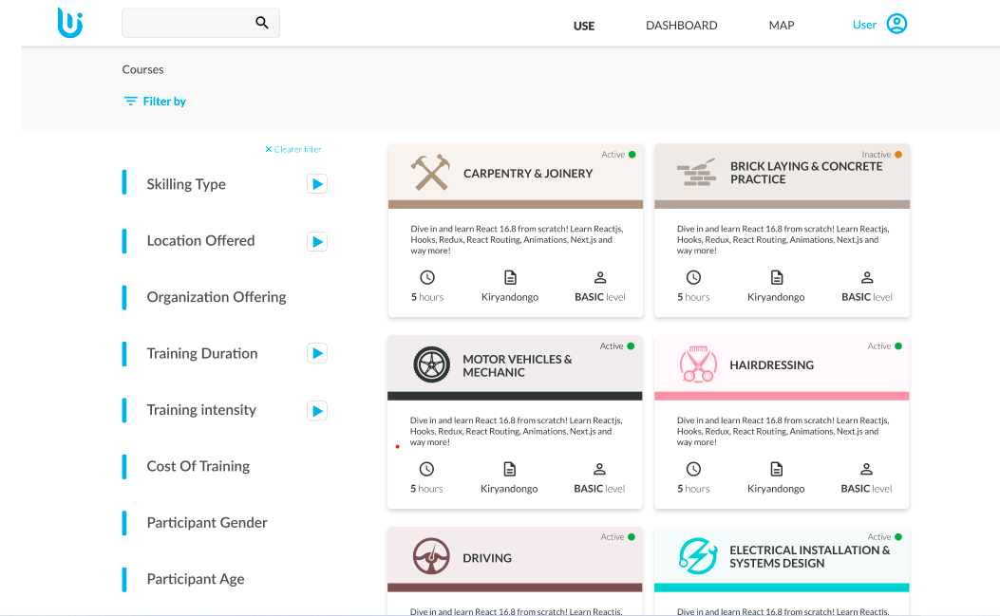 USE
DASHBOARD
MAP
User
Courses
Filter by
Clearer filter
Skilling Type
Location Offered
Organization Offering
Training Duration
Training intensity
Cost Of Training
Participant Gender
Participant Age
Active
CARPENTRY & JOINERY
Dive in and learn React 16.8 from scratch! Learn Reactjs,
Hooks, Redux, React Routing, Animations, Next.js and
way more!
5 hours
Kiryandongo
BASIC level
Inactive
BRICK LAYING & CONCRETE
PRACTICE
Dive in and learn React 16.8 from scratch! Learn Reactjs,
Hooks, Redux, React Routing, Animations, Next.js and
way more!
5 hours
Kiryandongo
BASIC level
Active
MOTOR VEHICLES &
MECHANIC
Dive in and learn React 16.8 from scratch! Learn Reactjs,
Hooks, Redux, React Routing, Animations, Next.js and
way more!
5 hours
Kiryandongo
BASIC level
Active
HAIRDRESSING
Dive in and learn React 16.8 from scratch! Learn Reactjs,
Hooks, Redux, React Routing, Animations, Next.js and
way more!
5 hours
Kiryandongo
BASIC level
Active
DRIVING
Dive in and learn React 16.8 from scratch! Learn Reactjs,
Active
ELECTRICAL INSTALLATION &
SYSTEMS DESIGN
Dive in and learn React 16.8 from scratch! Learn Reactjs,